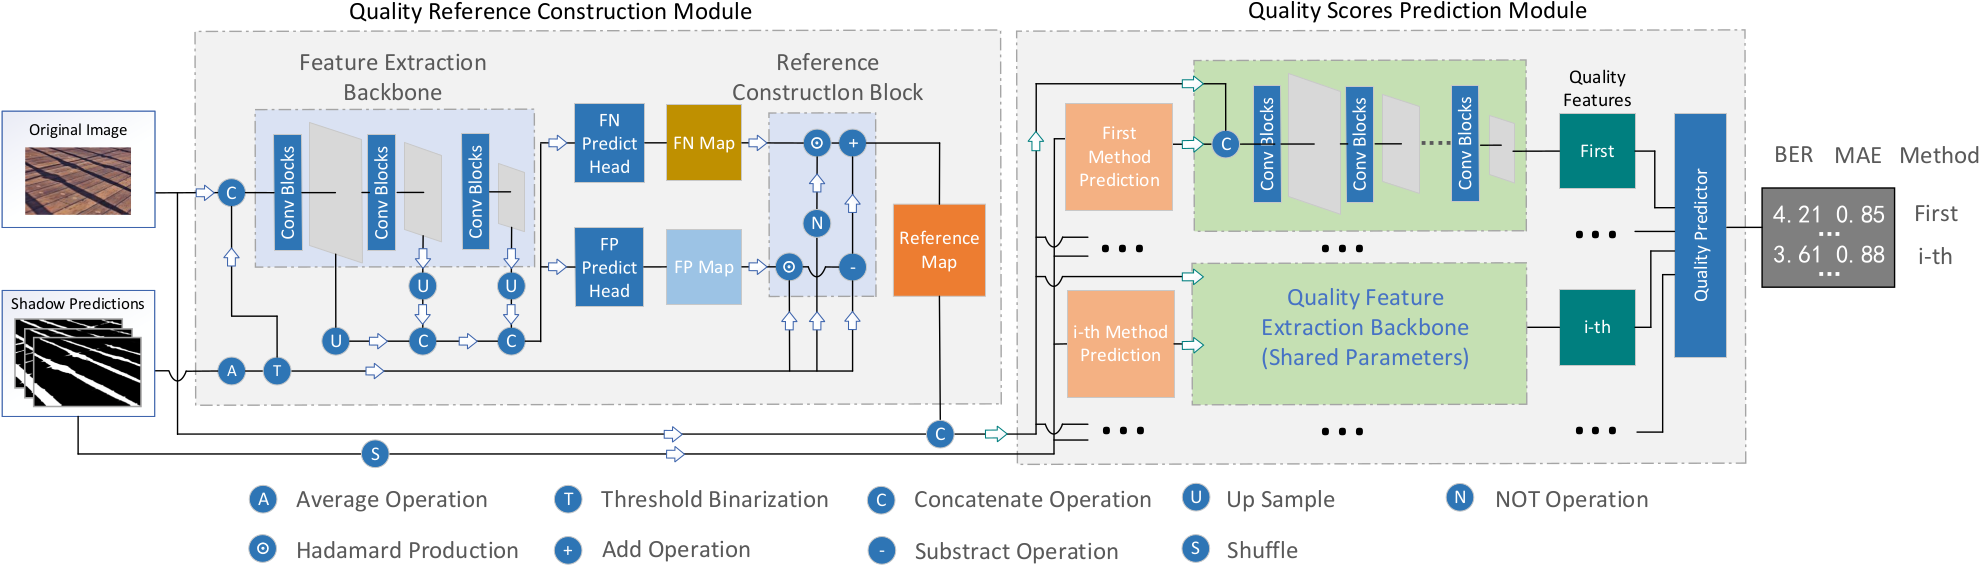 Quality Reference Construction Module
Quality Scores Prediction Module
Feature Extraction
Backbone
Reference
Construction Block
Original Image
Shadow Predictions
C
A
T
Conv Blocks
Conv Blocks
Conv Blocks
U
U
U
C
C
FN
Predict
Head
FN Map
FP
Predict
Head
FP Map
+
N
-
Reference
Map
C
S
First
Method
Prediction
C
Conv Blocks
Conv Blocks
Conv Blocks
Quality
Features
First
i-th Method
Prediction
Quality Feature
Extraction Backbone
(Shared Parameters)
i-th
Quality Predictor
BER MAE Method
4.21 0.85 First
...
3.61 0.88 i-th
...
A Average Operation
T Threshold Binarization
C Concatenate Operation
U Up Sample
N NOT Operation
⊙ Hadamard Production
+ Add Operation
- Substract Operation
S Shuffle